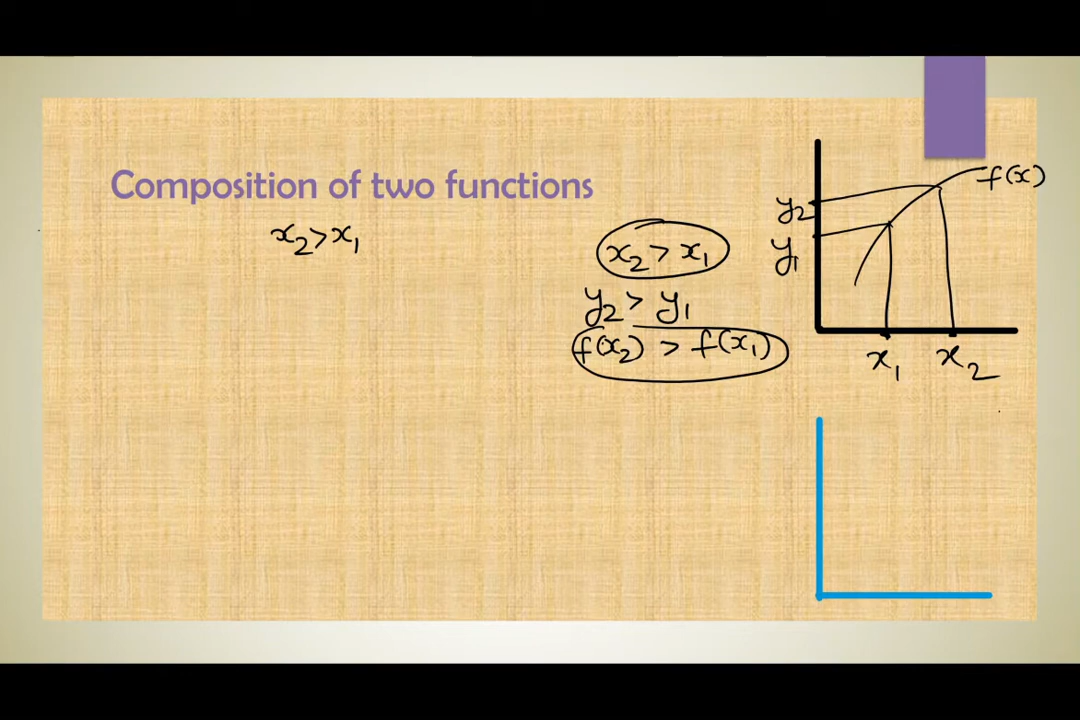 Composition of two functions
x₂ > x₁
x₂ > x₁
y₂ > y₁
f(x₂) > f(x₁)
f(x)
y₂
y₁
x₁ x₂